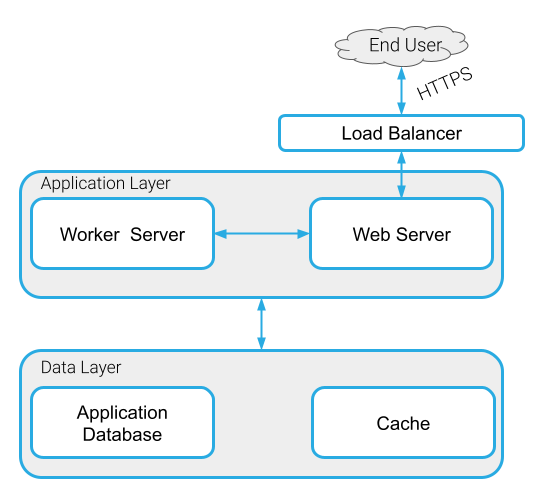 End User
HTTPS
Load Balancer
Application Layer
Worker Server
Web Server
Data Layer
Application
Database
Cache